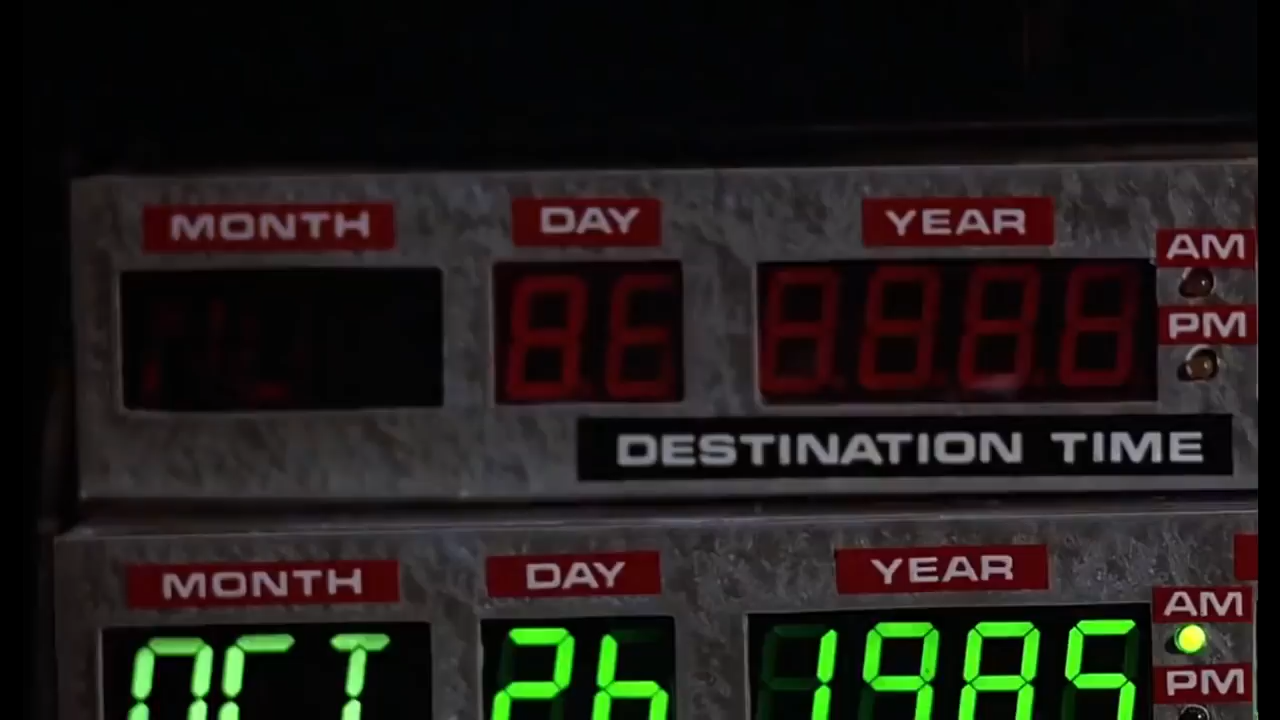 MONTH DAY YEAR
AM
PM
DESTINATION TIME
MONTH DAY YEAR
AM
OCT 26 1985
PM